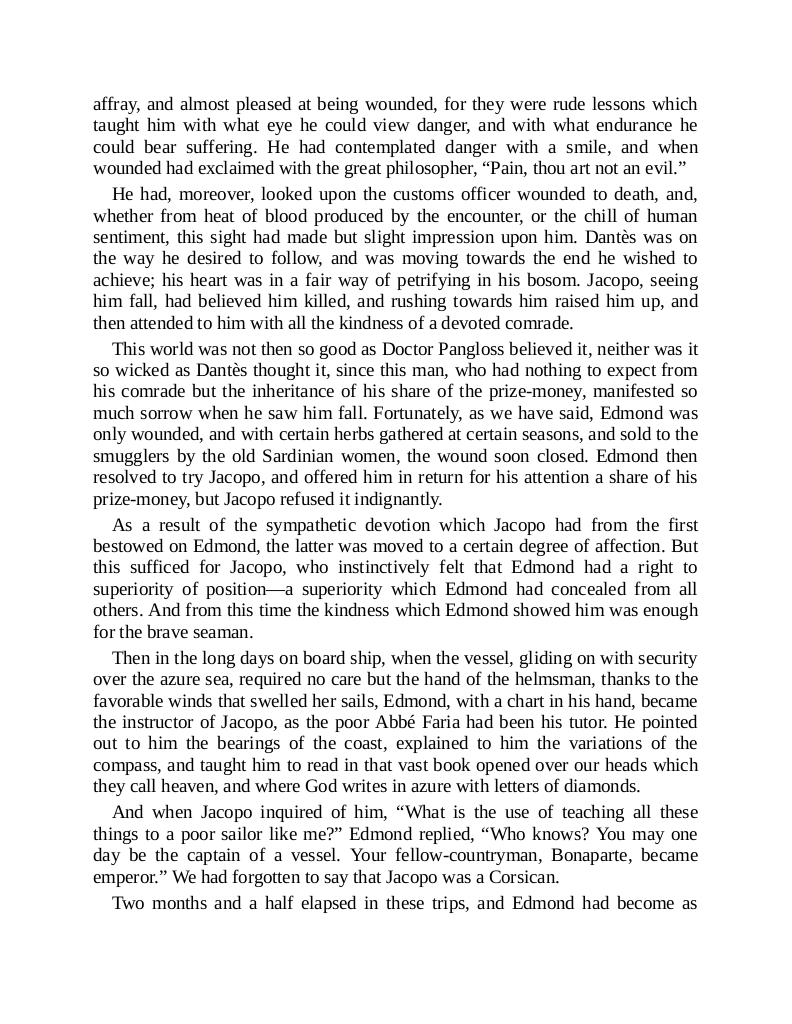 affray, and almost pleased at being wounded, for they were rude lessons which
taught him with what eye he could view danger, and with what endurance he
could bear suffering. He had contemplated danger with a smile, and when
wounded had exclaimed with the great philosopher, “Pain, thou art not an evil.”
He had, moreover, looked upon the customs officer wounded to death, and,
whether from heat of blood produced by the encounter, or the chill of human
sentiment, this sight had made but slight impression upon him. Dantès was on
the way he desired to follow, and was moving towards the end he wished to
achieve; his heart was in a fair way of petrifying in his bosom. Jacopo, seeing
him fall, had believed him killed, and rushing towards him raised him up, and
then attended to him with all the kindness of a devoted comrade.
This world was not then so good as Doctor Pangloss believed it, neither was it
so wicked as Dantès thought it, since this man, who had nothing to expect from
his comrade but the inheritance of his share of the prize-money, manifested so
much sorrow when he saw him fall. Fortunately, as we have said, Edmond was
only wounded, and with certain herbs gathered at certain seasons, and sold to the
smugglers by the old Sardinian women, the wound soon closed. Edmond then
resolved to try Jacopo, and offered him in return for his attention a share of his
prize-money, but Jacopo refused it indignantly.
As a result of the sympathetic devotion which Jacopo had from the first
bestowed on Edmond, the latter was moved to a certain degree of affection. But
this sufficed for Jacopo, who instinctively felt that Edmond had a right to
superiority of position—a superiority which Edmond had concealed from all
others. And from this time the kindness which Edmond showed him was enough
for the brave seaman.
Then in the long days on board ship, when the vessel, gliding on with security
over the azure sea, required no care but the hand of the helmsman, thanks to the
favorable winds that swelled her sails, Edmond, with a chart in his hand, became
the instructor of Jacopo, as the poor Abbé Faria had been his tutor. He pointed
out to him the bearings of the coast, explained to him the variations of the
compass, and taught him to read in that vast book opened over our heads which
they call heaven, and where God writes in azure with letters of diamonds.
And when Jacopo inquired of him, “What is the use of teaching all these
things to a poor sailor like me?” Edmond replied, “Who knows? You may one
day be the captain of a vessel. Your fellow-countryman, Bonaparte, became
emperor.” We had forgotten to say that Jacopo was a Corsican.
Two months and a half elapsed in these trips, and Edmond had become as